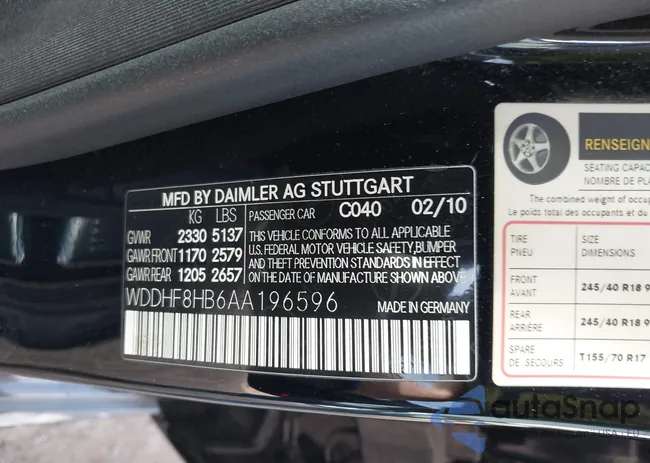 MFD BY DAIMLER AG STUTTGART
KG LBS PASSENGER CAR C040 02/10
GVWR 2330 5137
GAWR FRONT 1170 2579
GAWR REAR 1205 2657
THIS VEHICLE CONFORMS TO ALL APPLICABLE
U.S. FEDERAL MOTOR VEHICLE SAFETY, BUMPER
AND THEFT PREVENTION STANDARDS IN EFFECT
ON THE DATE OF MANUFACTURE SHOWN ABOVE
WDDHF8HB6AA196596
MADE IN GERMANY
RENSEIGN
SEATING CAPAC
NOMBRE DE PLA
The combined weight of occup
Le poids total des occupants et du
TIRE SIZE
PNEU DIMENSIONS
FRONT
AVANT 245/40 R18 9
REAR
ARRIÈRE 245/40 R18 9
SPARE
DE SECOURS T155/70 R17
autoSnap